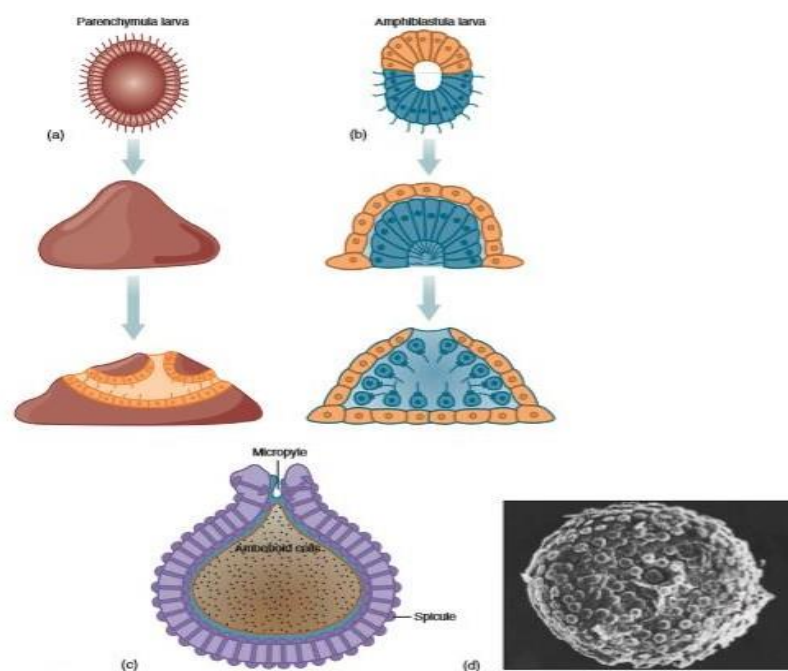 Parenchymula larva
Amphiblastula larva
(a)
(b)
Micropyle
Amoeboid cells
Spicule
(c)
(d)